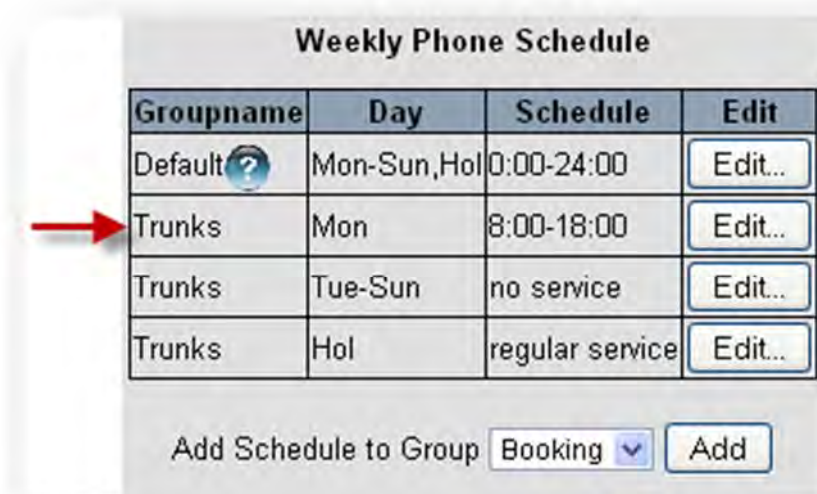 Weekly Phone Schedule
Groupname Day Schedule Edit
Default ? Mon-Sun,Hol 0:00-24:00 Edit...
Trunks Mon 8:00-18:00 Edit...
Trunks Tue-Sun no service Edit...
Trunks Hol regular service Edit...
Add Schedule to Group Booking Add